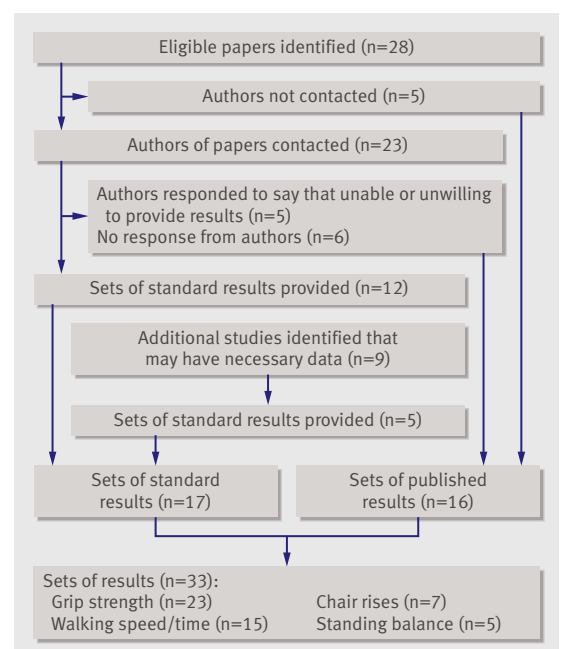 Eligible papers identified (n=28)
Authors not contacted (n=5)
Authors of papers contacted (n=23)
Authors responded to say that unable or unwilling
to provide results (n=5)
No response from authors (n=6)
Sets of standard results provided (n=12)
Additional studies identified that
may have necessary data (n=9)
Sets of standard results provided (n=5)
Sets of standard
results (n=17)
Sets of published
results (n=16)
Sets of results (n=33):
Grip strength (n=23)
Chair rises (n=7)
Walking speed/time (n=15)
Standing balance (n=5)